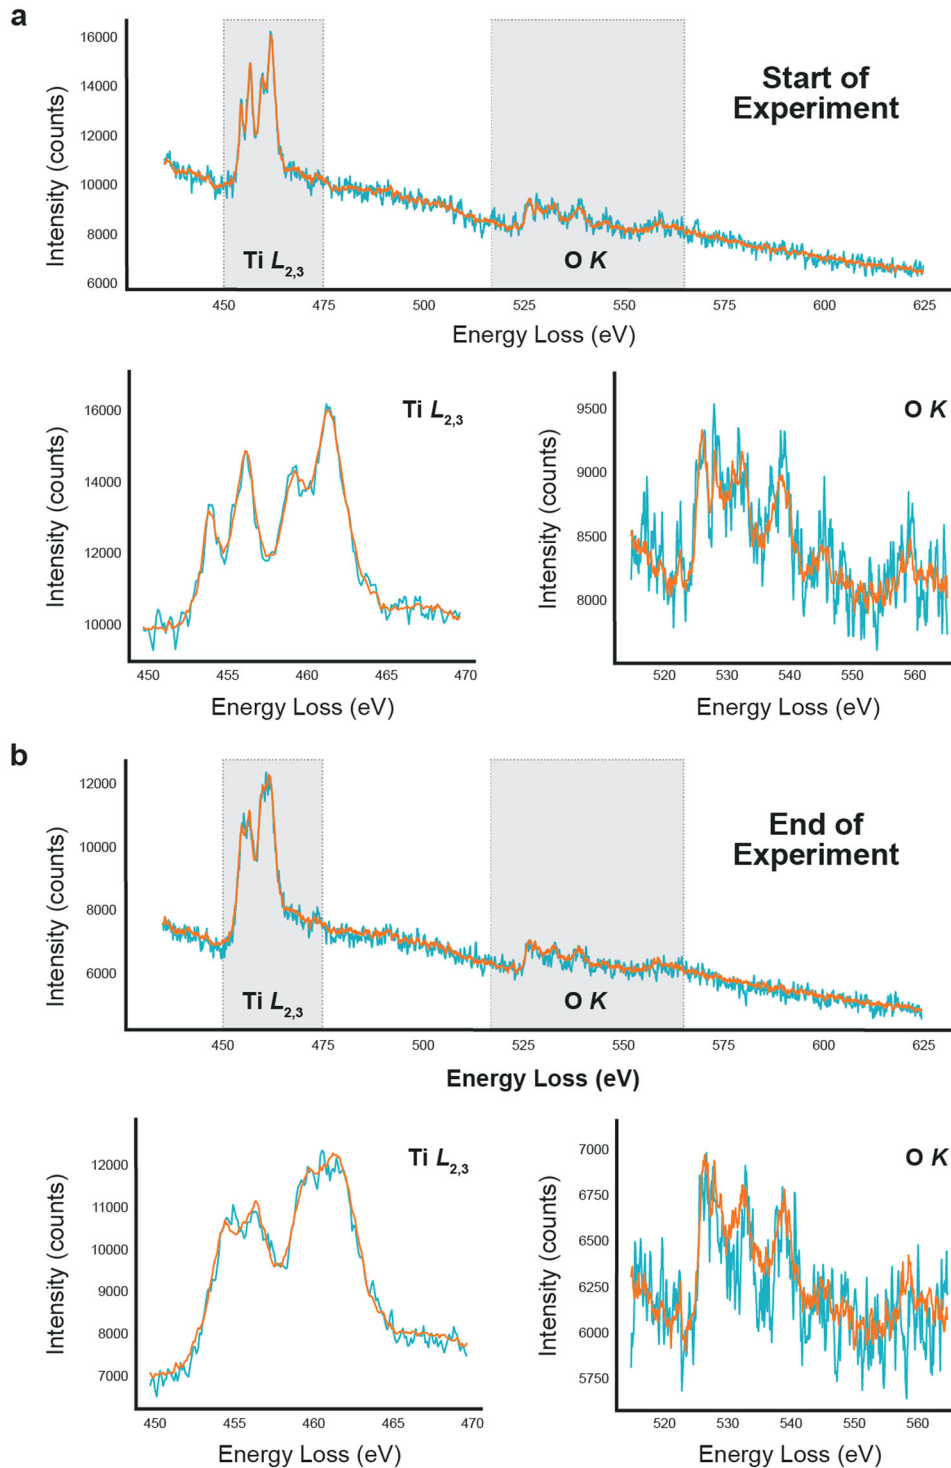 a
16000
14000
12000
10000
8000
6000
Intensity (counts)
Start of
Experiment
Ti L2,3
O K
450 475 500 525 550 575 600 625
Energy Loss (eV)
16000
14000
12000
10000
Intensity (counts)
Ti L2,3
450 455 460 465 470
Energy Loss (eV)
9500
9000
8500
8000
Intensity (counts)
O K
520 530 540 550 560
Energy Loss (eV)
b
12000
10000
8000
6000
Intensity (counts)
End of
Experiment
Ti L2,3
O K
450 475 500 525 550 575 600 625
Energy Loss (eV)
12000
11000
10000
9000
8000
7000
Intensity (counts)
Ti L2,3
450 455 460 465 470
Energy Loss (eV)
7000
6750
6500
6250
6000
5750
Intensity (counts)
O K
520 530 540 550 560
Energy Loss (eV)